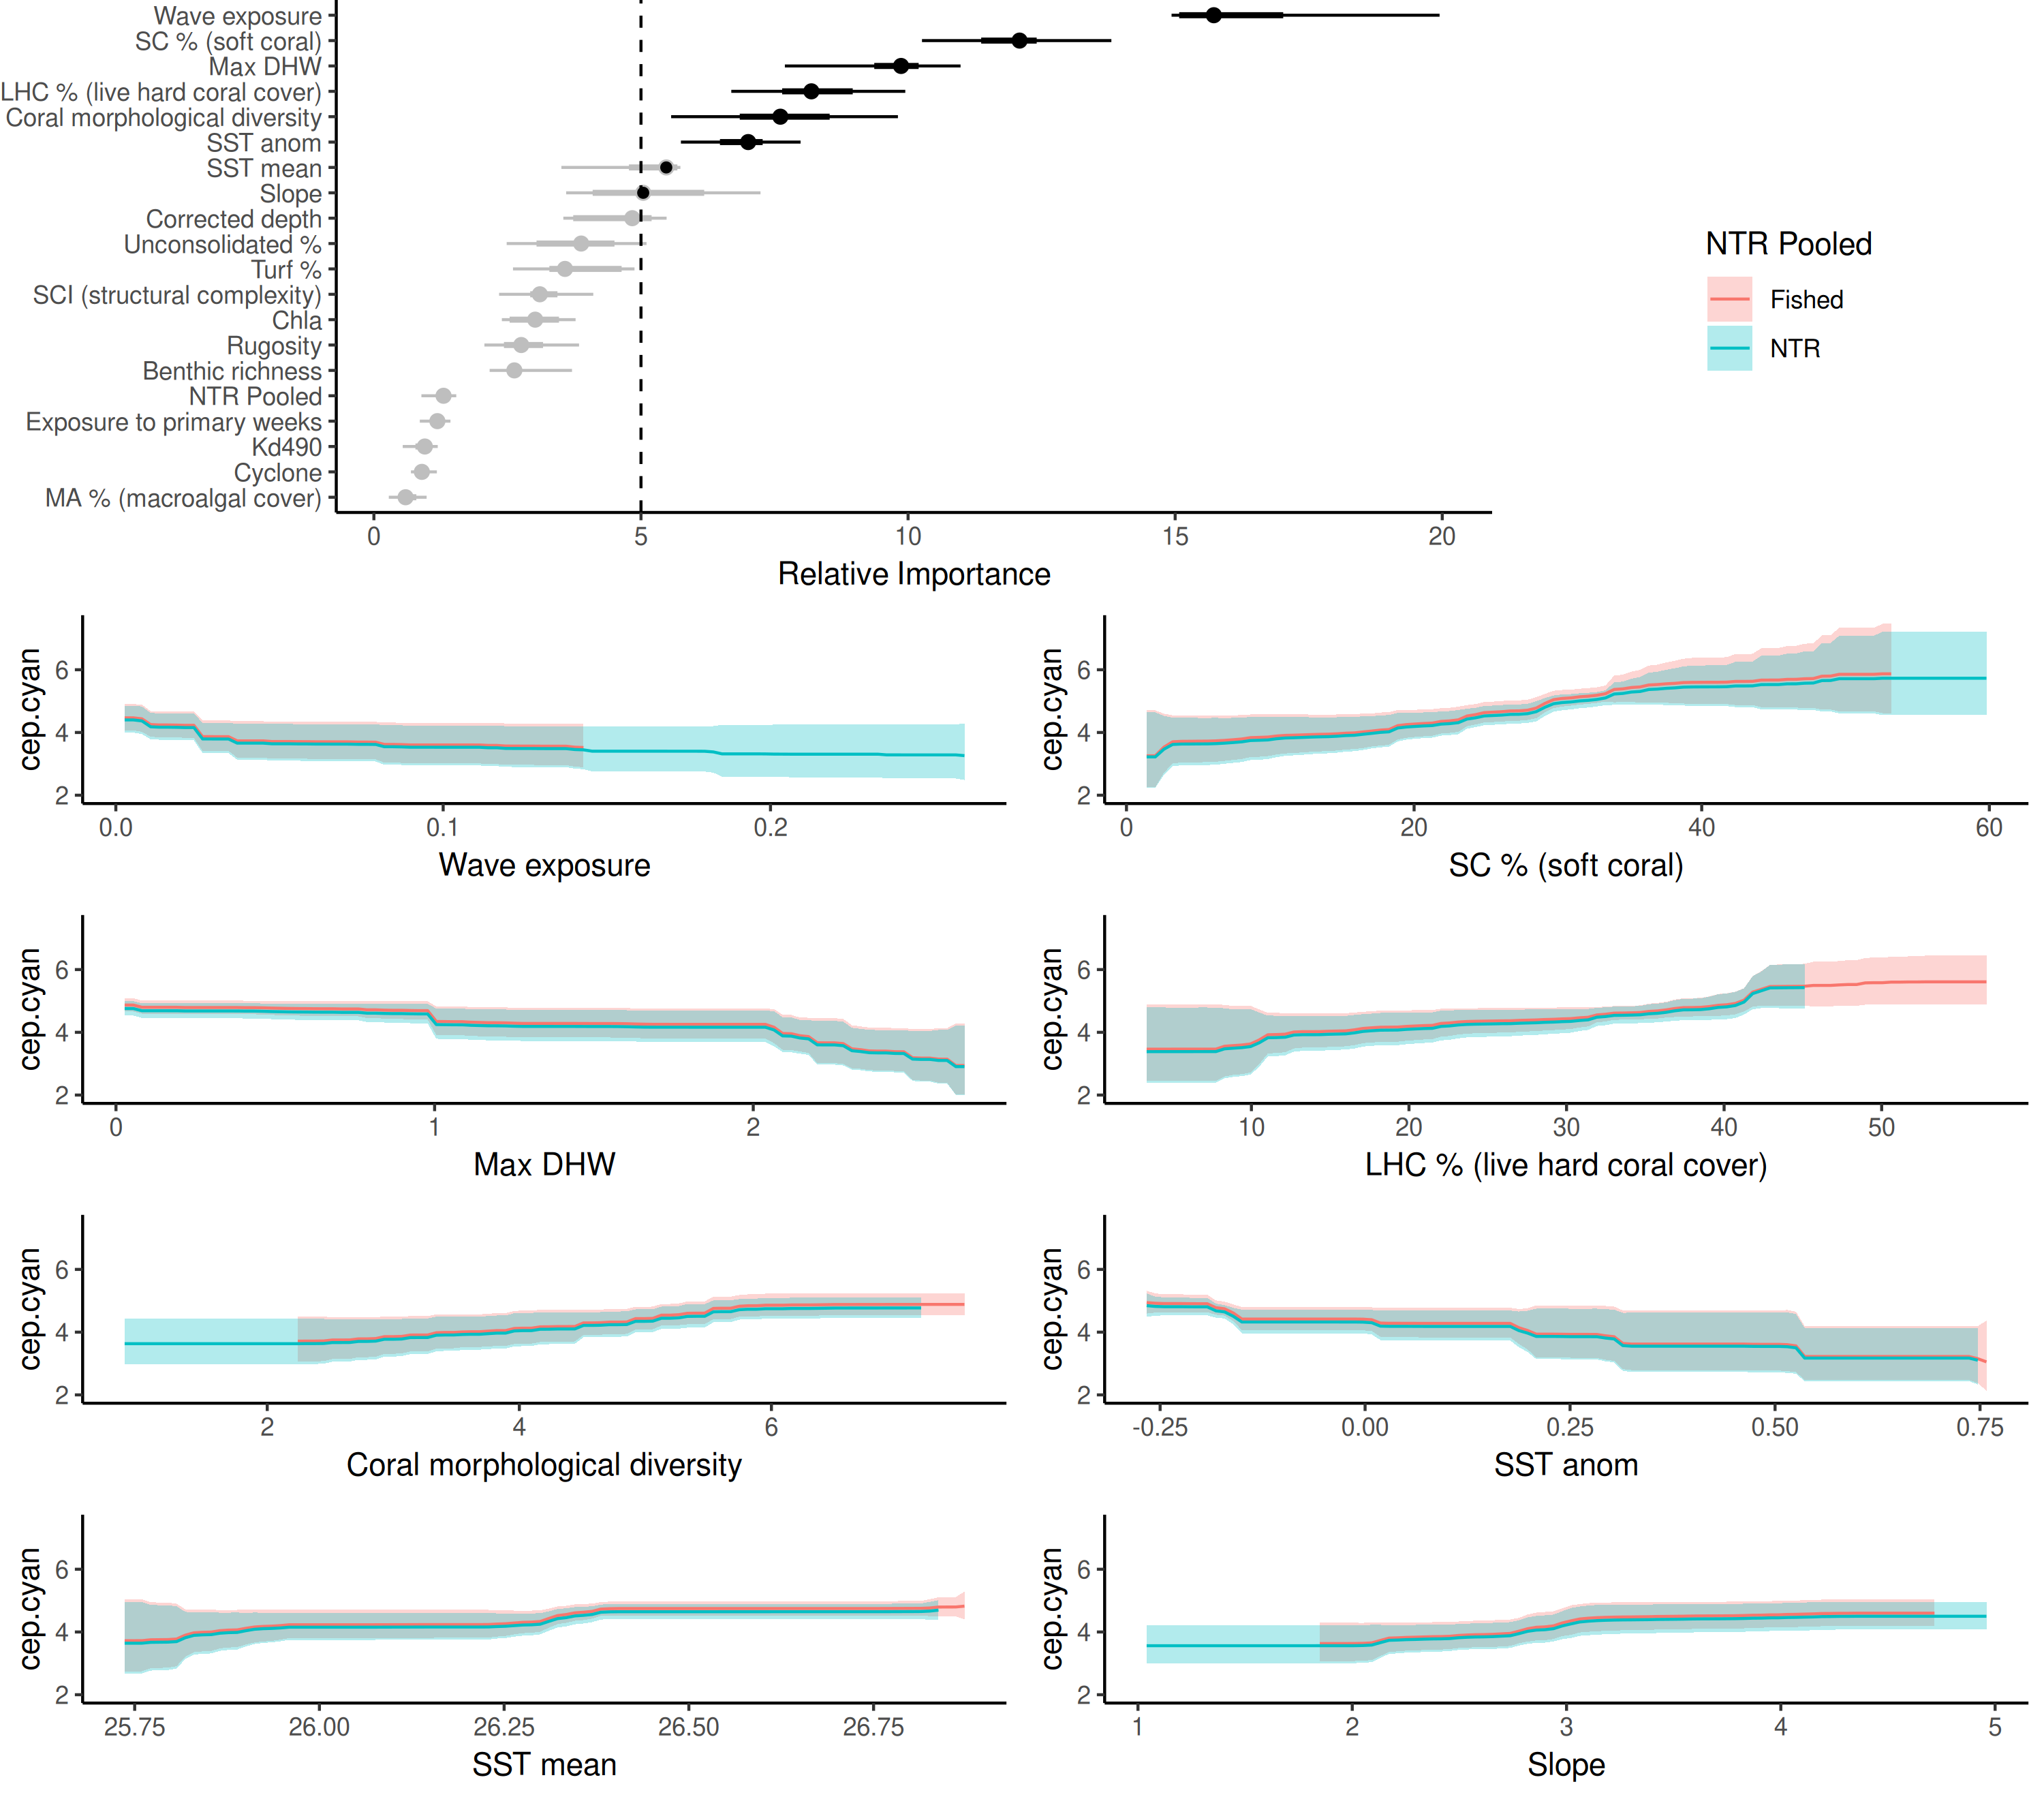 Wave exposure
SC % (soft coral)
Max DHW
LHC % (live hard coral cover)
Coral morphological diversity
SST anom
SST mean
Slope
Corrected depth
Unconsolidated %
Turf %
SCI (structural complexity)
Chla
Rugosity
Benthic richness
NTR Pooled
Exposure to primary weeks
Kd490
Cyclone
MA % (macroalgal cover)
0 5 10 15 20
Relative Importance
NTR Pooled
Fished
NTR
cep.cyan
6
4
2
0.0 0.1 0.2
Wave exposure
cep.cyan
6
4
2
0 20 40 60
SC % (soft coral)
cep.cyan
6
4
2
0 1 2
Max DHW
cep.cyan
6
4
2
10 20 30 40 50
LHC % (live hard coral cover)
cep.cyan
6
4
2
2 4 6
Coral morphological diversity
cep.cyan
6
4
2
-0.25 0.00 0.25 0.50 0.75
SST anom
cep.cyan
6
4
2
25.75 26.00 26.25 26.50 26.75
SST mean
cep.cyan
6
4
2
1 2 3 4 5
Slope